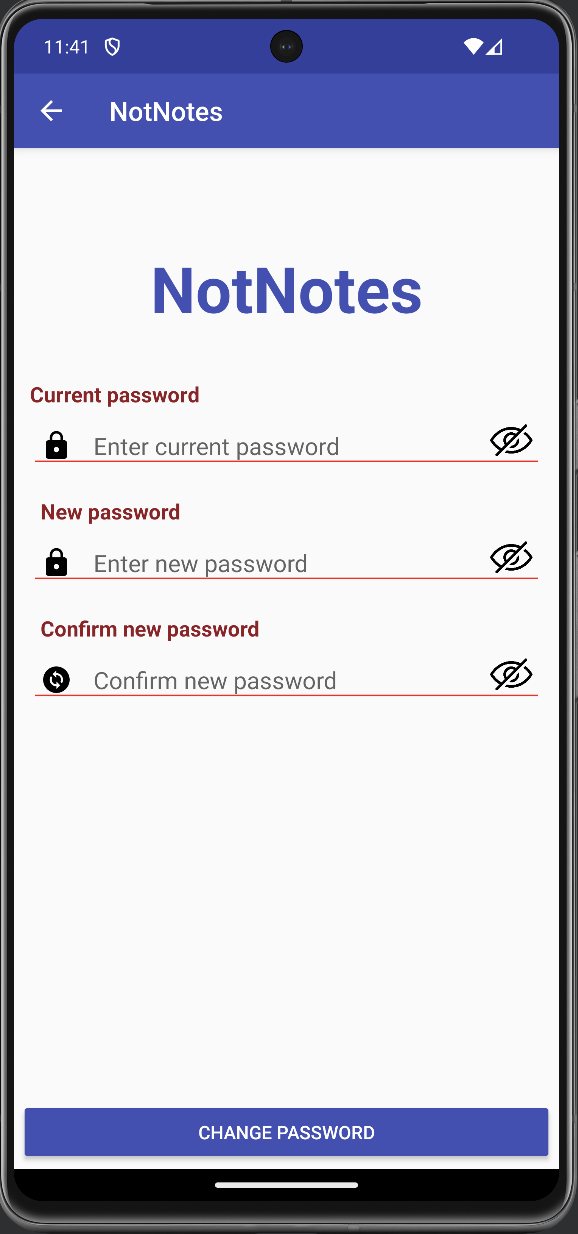 11:41
NotNotes
NotNotes
Current password
Enter current password
New password
Enter new password
Confirm new password
Confirm new password
CHANGE PASSWORD